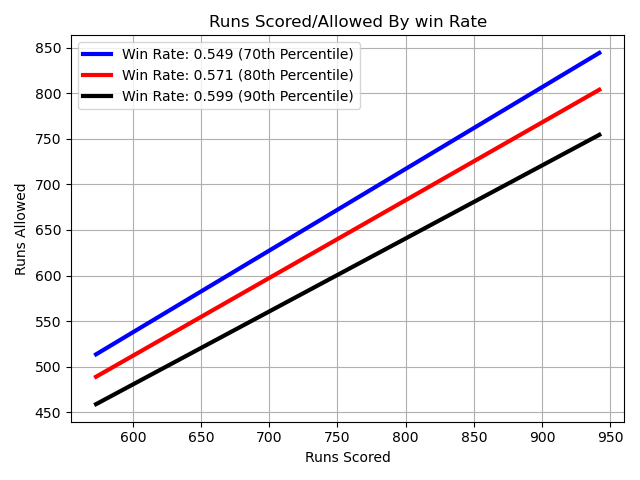 Runs Scored/Allowed By win Rate
Win Rate: 0.549 (70th Percentile)
Win Rate: 0.571 (80th Percentile)
Win Rate: 0.599 (90th Percentile)
Runs Allowed
850
800
750
700
650
600
550
500
450
600 650 700 750 800 850 900 950
Runs Scored